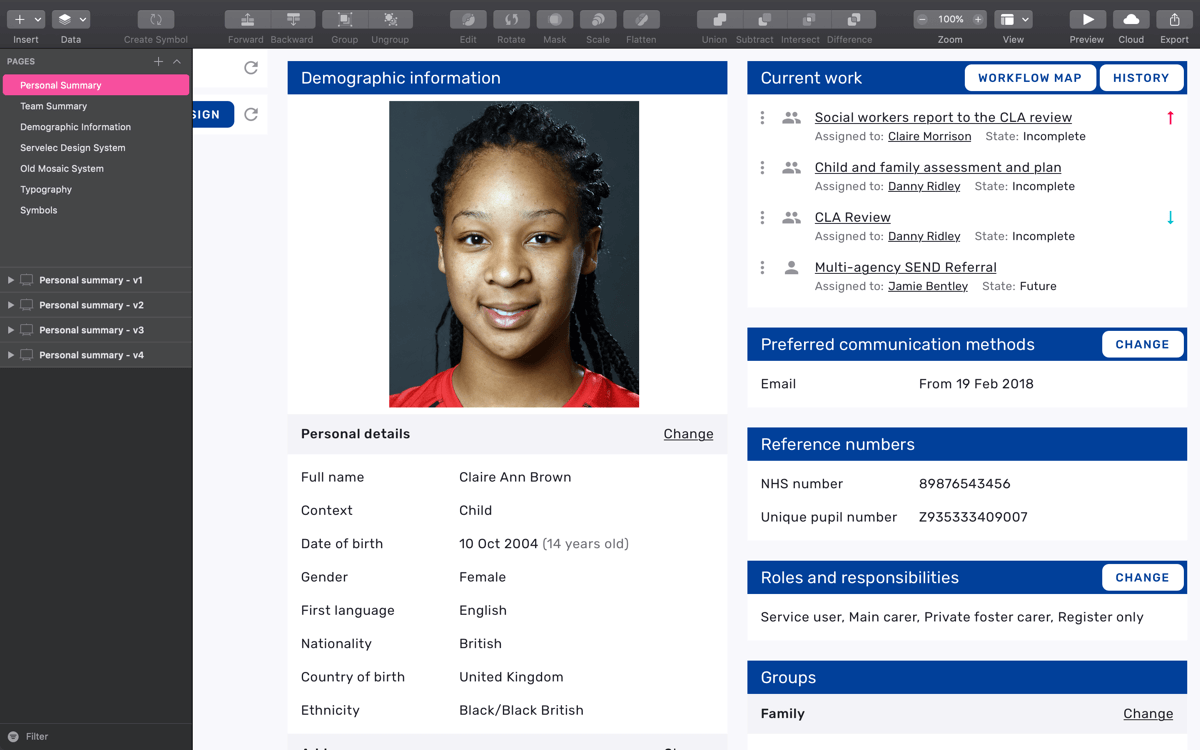 100%
Insert
Data
Create Symbol
Forward
Backward
Group
Ungroup
Edit
Rotate
Mask
Scale
Flatten
Union
Subtract
Intersect
Difference
Zoom
View
Preview
Cloud
Export
PAGES
Personal Summary
Team Summary
Demographic Information
Servelec Design System
Old Mosaic System
Typography
Symbols
Personal summary - v1
Personal summary - v2
Personal summary - v3
Personal summary - v4
Filter
SIGN
Demographic information
Personal details
Change
Full name Claire Ann Brown
Context Child
Date of birth 10 Oct 2004 (14 years old)
Gender Female
First language English
Nationality British
Country of birth United Kingdom
Ethnicity Black/Black British
Current work
WORKFLOW MAP
HISTORY
Social workers report to the CLA review
Assigned to: Claire Morrison State: Incomplete
Child and family assessment and plan
Assigned to: Danny Ridley State: Incomplete
CLA Review
Assigned to: Danny Ridley State: Incomplete
Multi-agency SEND Referral
Assigned to: Jamie Bentley State: Future
Preferred communication methods
CHANGE
Email From 19 Feb 2018
Reference numbers
NHS number 89876543456
Unique pupil number Z935333409007
Roles and responsibilities
CHANGE
Service user, Main carer, Private foster carer, Register only
Groups
Family
Change